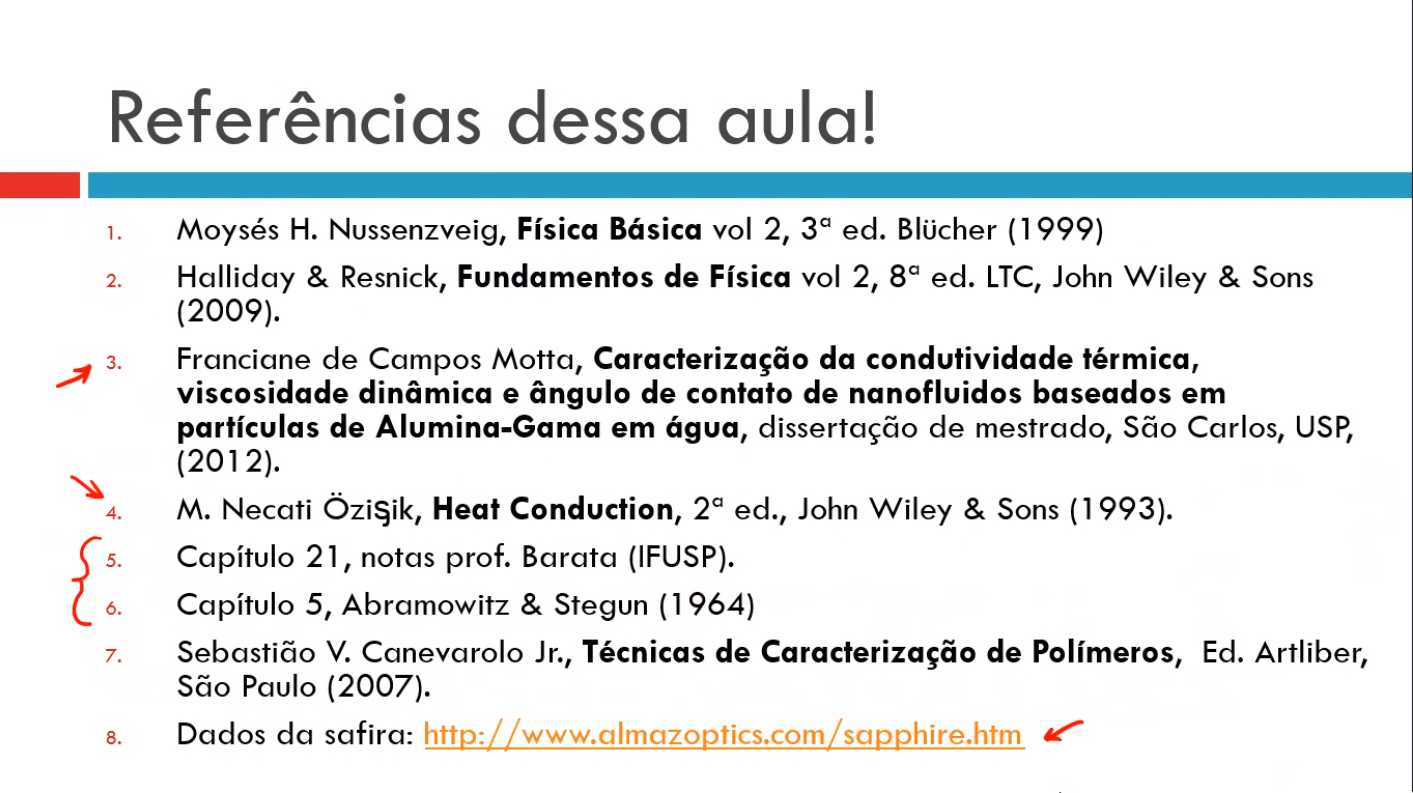 Referências dessa aula!
1. Moysés H. Nussenzveig, Física Básica vol 2, 3ª ed. Blücher (1999)
2. Halliday & Resnick, Fundamentos de Física vol 2, 8ª ed. LTC, John Wiley & Sons
(2009).
3. Franciane de Campos Motta, Caracterização da condutividade térmica,
viscosidade dinâmica e ângulo de contato de nanofluidos baseados em
partículas de Alumina-Gama em água, dissertação de mestrado, São Carlos, USP,
(2012).
4. M. Necati Özişik, Heat Conduction, 2ª ed., John Wiley & Sons (1993).
5. Capítulo 21, notas prof. Barata (IFUSP).
6. Capítulo 5, Abramowitz & Stegun (1964)
7. Sebastião V. Canevarolo Jr., Técnicas de Caracterização de Polímeros, Ed. Artliber,
São Paulo (2007).
8. Dados da safira: http://www.almazoptics.com/sapphire.htm